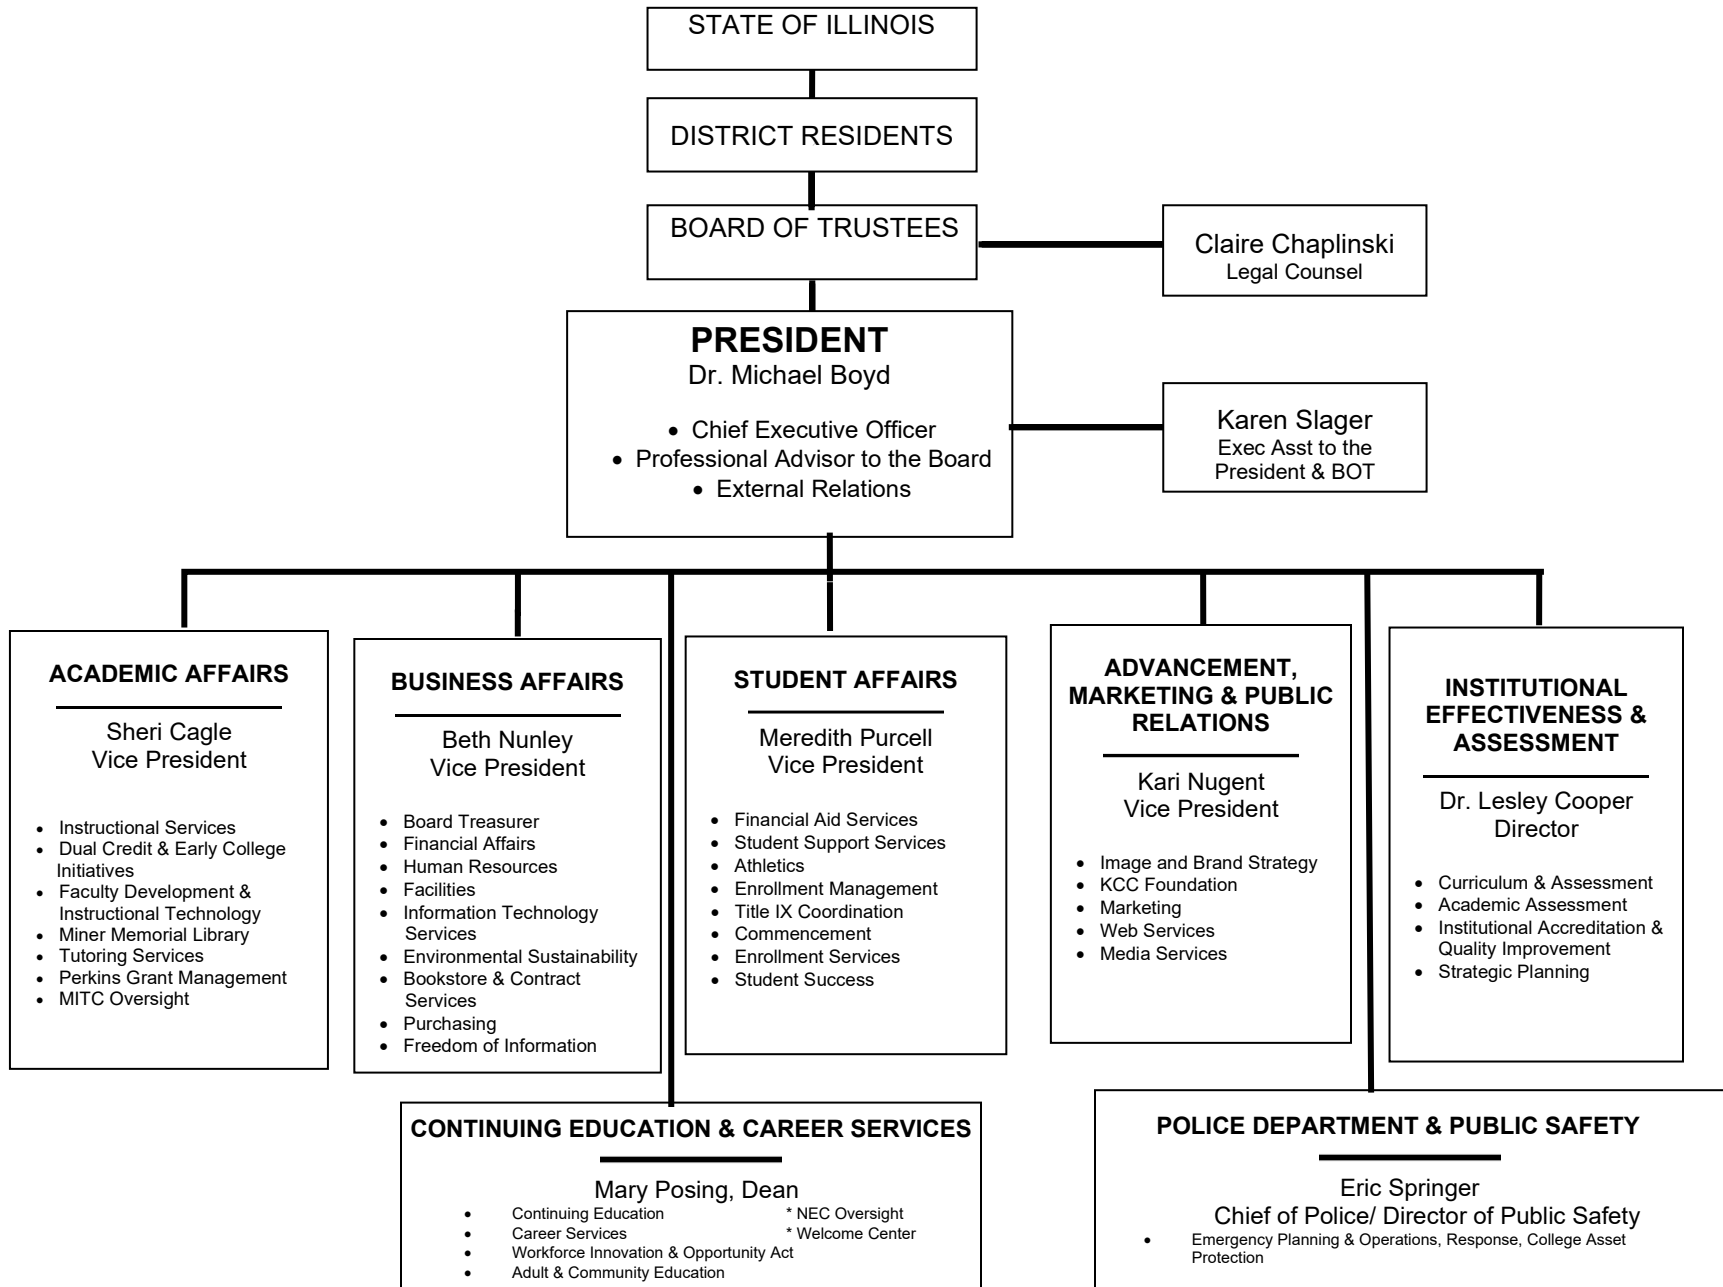 STATE OF ILLINOIS
DISTRICT RESIDENTS
BOARD OF TRUSTEES
Claire Chaplinski
Legal Counsel
PRESIDENT
Dr. Michael Boyd
• Chief Executive Officer
• Professional Advisor to the Board
• External Relations
Karen Slager
Exec Asst to the
President & BOT
ACADEMIC AFFAIRS
Sheri Cagle
Vice President
• Instructional Services
• Dual Credit & Early College
Initiatives
• Faculty Development &
Instructional Technology
• Miner Memorial Library
• Tutoring Services
• Perkins Grant Management
• MITC Oversight
BUSINESS AFFAIRS
Beth Nunley
Vice President
• Board Treasurer
• Financial Affairs
• Human Resources
• Facilities
• Information Technology
Services
• Environmental Sustainability
• Bookstore & Contract
Services
• Purchasing
• Freedom of Information
STUDENT AFFAIRS
Meredith Purcell
Vice President
• Financial Aid Services
• Student Support Services
• Athletics
• Enrollment Management
• Title IX Coordination
• Commencement
• Enrollment Services
• Student Success
ADVANCEMENT,
MARKETING & PUBLIC
RELATIONS
Kari Nugent
Vice President
• Image and Brand Strategy
• KCC Foundation
• Marketing
• Web Services
• Media Services
INSTITUTIONAL
EFFECTIVENESS &
ASSESSMENT
Dr. Lesley Cooper
Director
• Curriculum & Assessment
• Academic Assessment
• Institutional Accreditation &
Quality Improvement
• Strategic Planning
CONTINUING EDUCATION & CAREER SERVICES
Mary Posing, Dean
• Continuing Education * NEC Oversight
• Career Services * Welcome Center
• Workforce Innovation & Opportunity Act
• Adult & Community Education
POLICE DEPARTMENT & PUBLIC SAFETY
Eric Springer
Chief of Police/ Director of Public Safety
• Emergency Planning & Operations, Response, College Asset
Protection